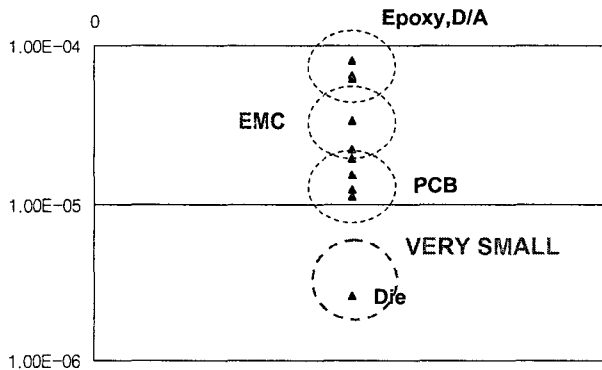 0
Epoxy,D/A
1.00E-04
EMC
PCB
1.00E-05
VERY SMALL
Die
1.00E-06